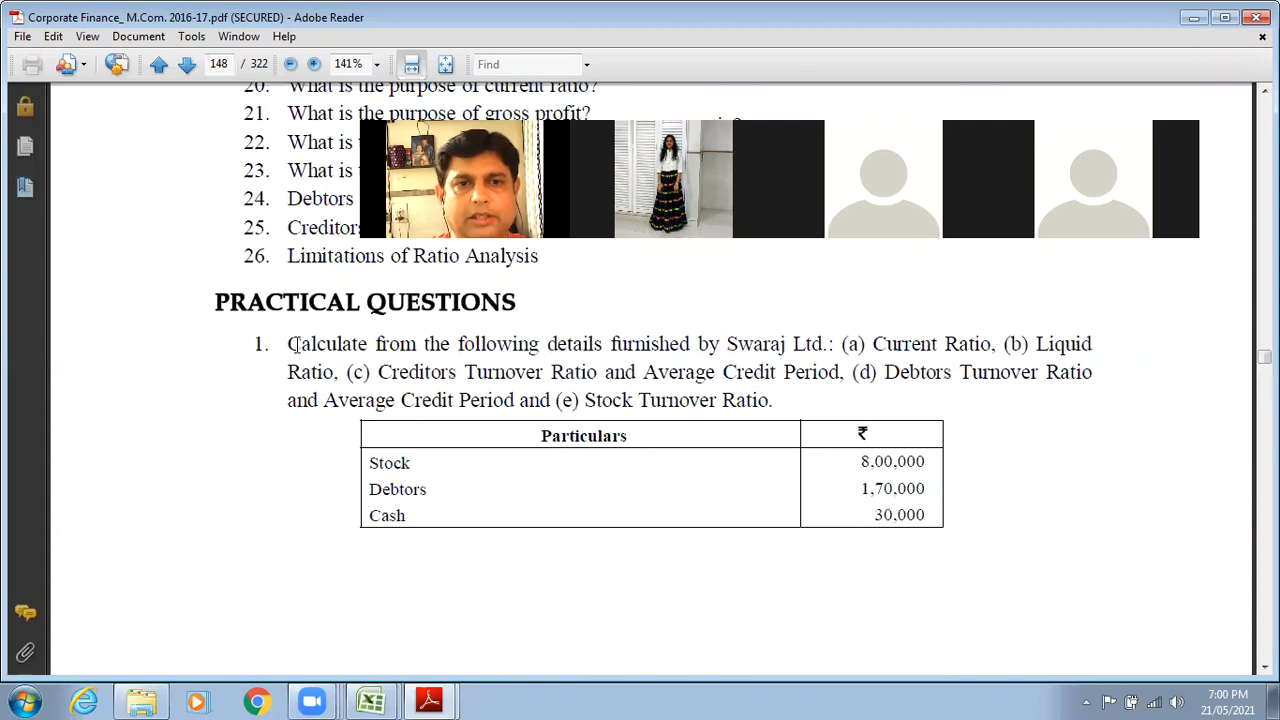 Corporate Finance_ M.Com. 2016-17.pdf (SECURED) - Adobe Reader
File Edit View Document Tools Window Help
148 / 322 141% Find
20. What is the purpose of current ratio?
21. What is the purpose of gross profit?
22. What is
23. What is
24. Debtors
25. Creditors
26. Limitations of Ratio Analysis
PRACTICAL QUESTIONS
1. Calculate from the following details furnished by Swaraj Ltd.: (a) Current Ratio, (b) Liquid
Ratio, (c) Creditors Turnover Ratio and Average Credit Period, (d) Debtors Turnover Ratio
and Average Credit Period and (e) Stock Turnover Ratio.
Particulars ₹
Stock 8,00,000
Debtors 1,70,000
Cash 30,000
7:00 PM
21/05/2021